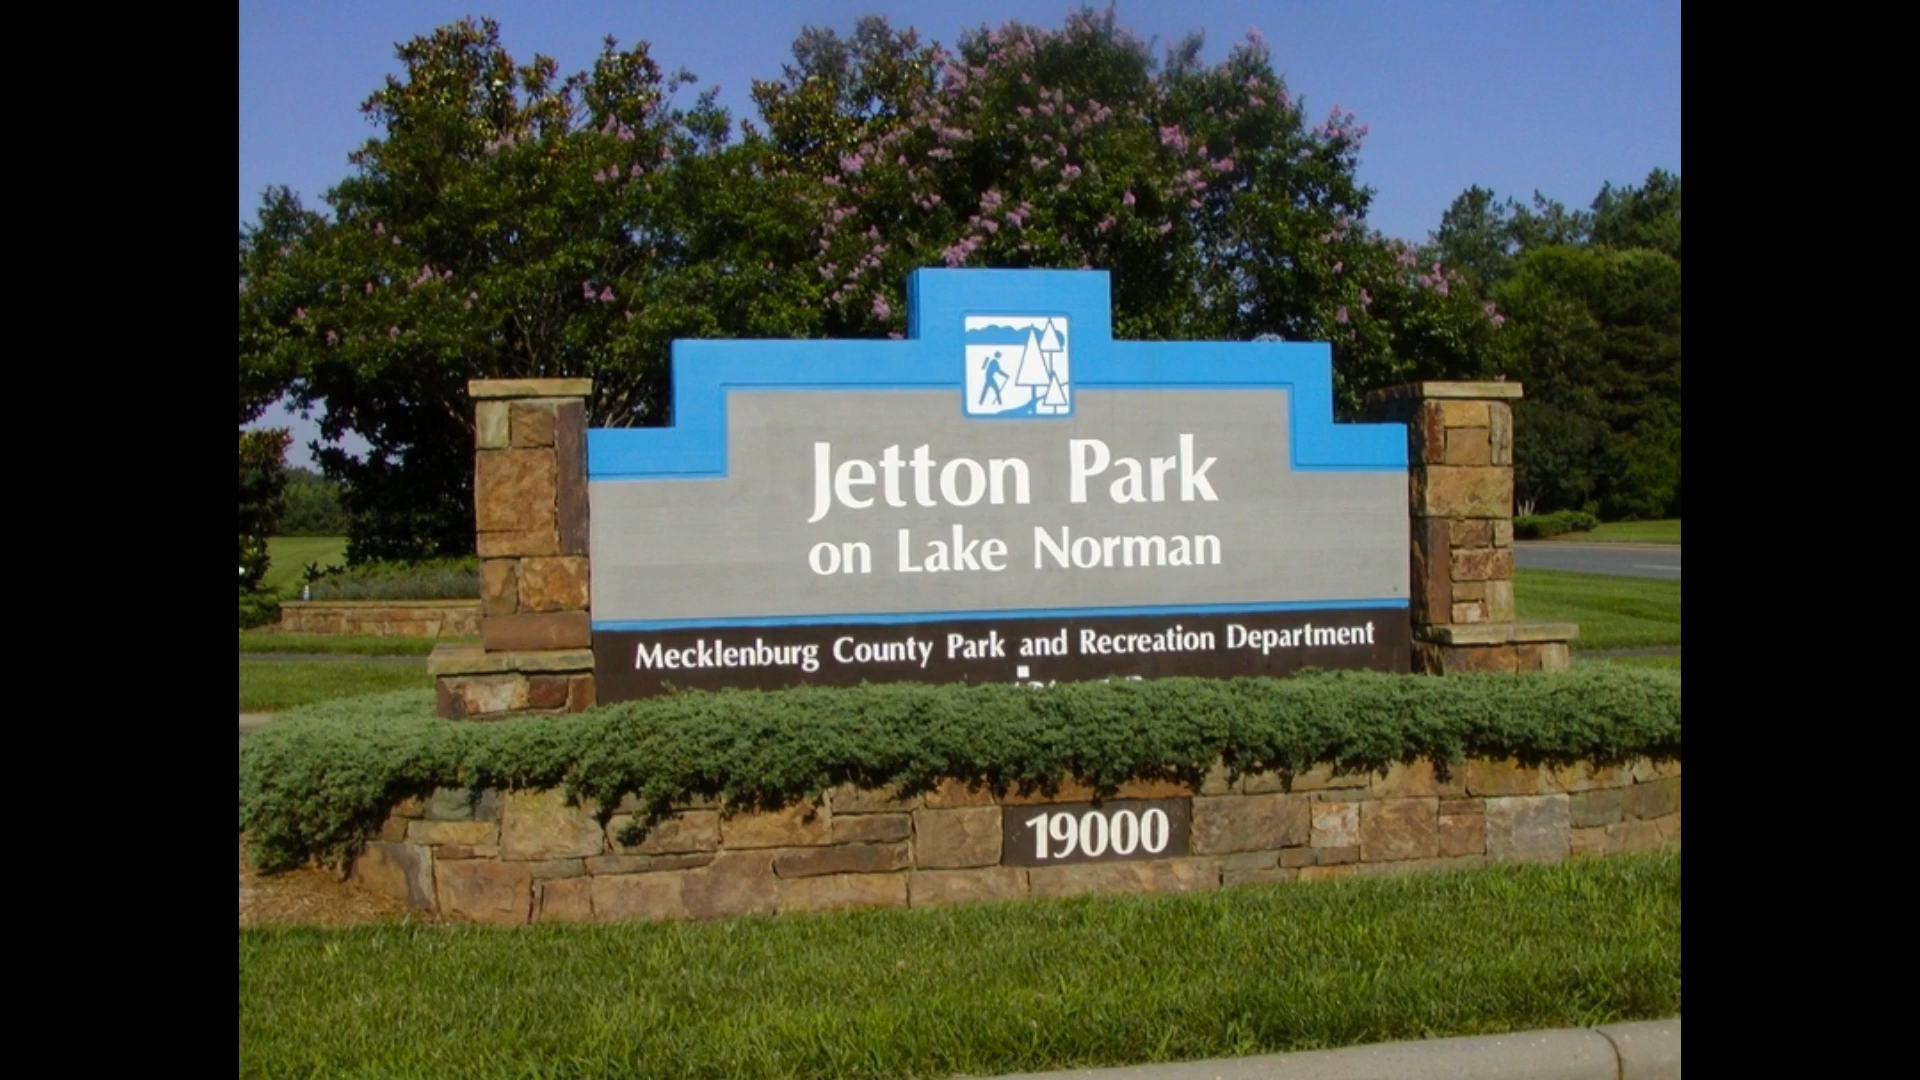 Jetton Park
on Lake Norman
Mecklenburg County Park and Recreation Department
19000